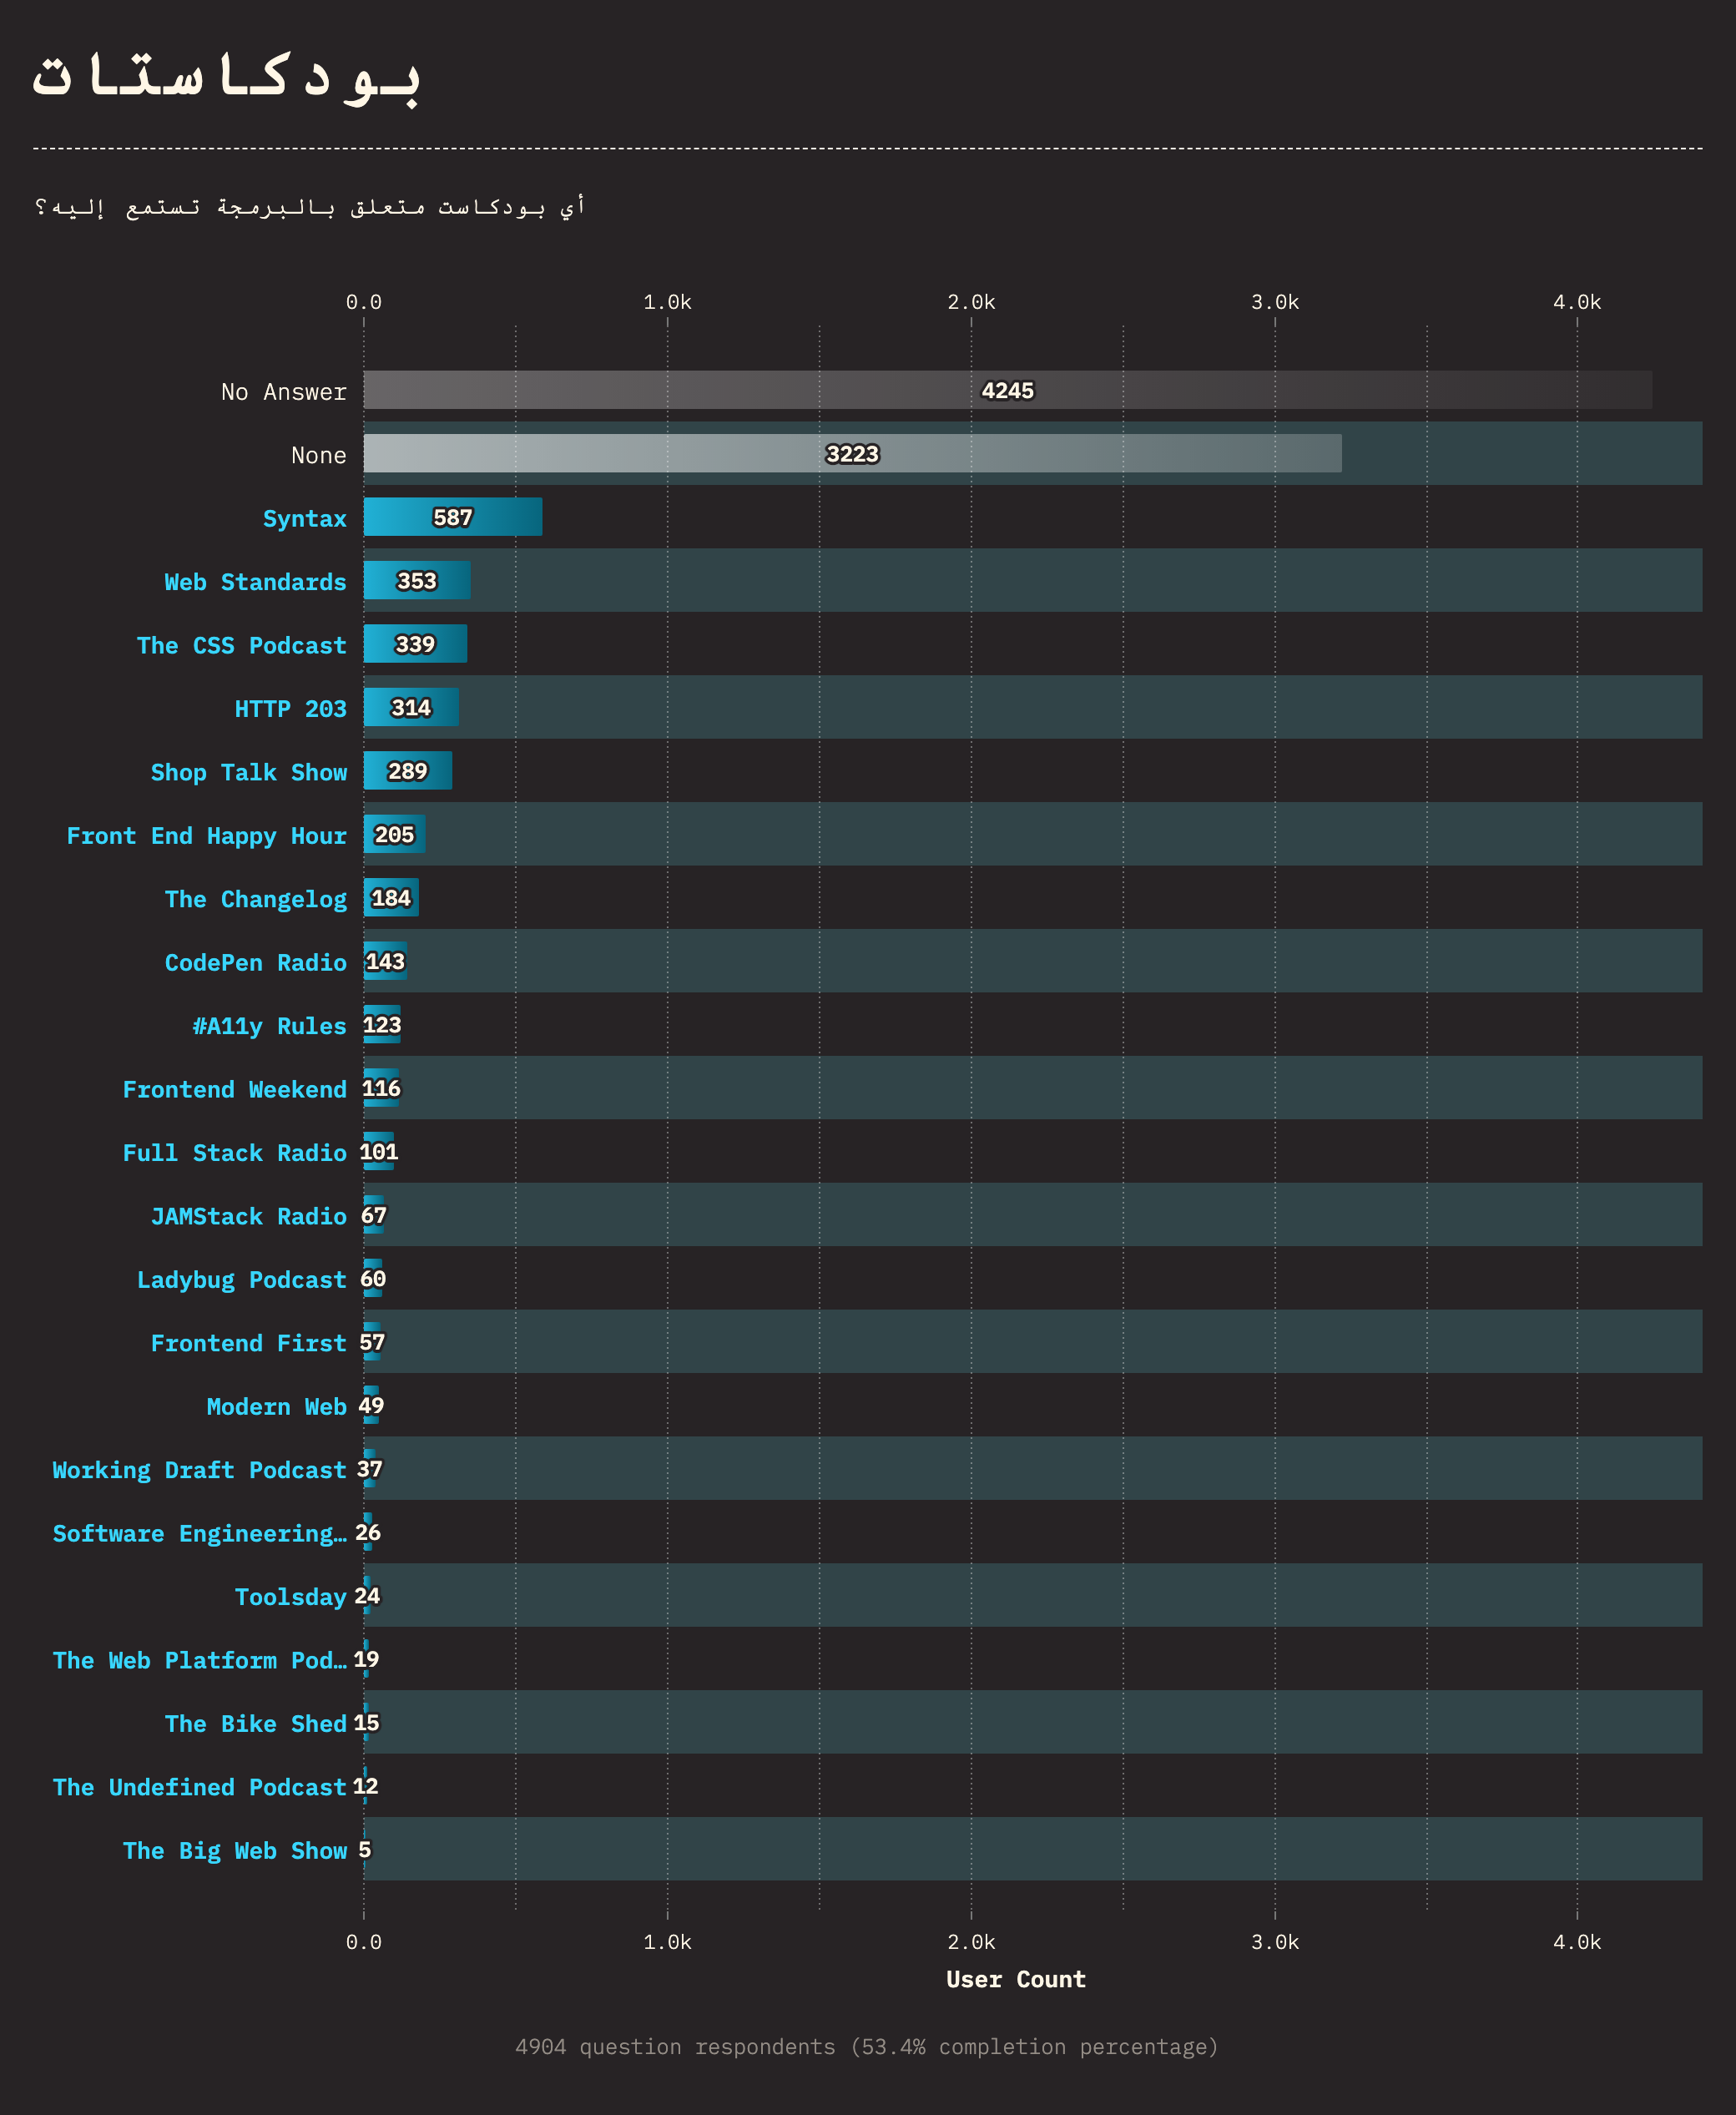 بودكاستات
أي بودكاست متعلق بالبرمجة تستمع إليه؟
0.0 1.0k 2.0k 3.0k 4.0k
No Answer 4245
None 3223
Syntax 587
Web Standards 353
The CSS Podcast 339
HTTP 203 314
Shop Talk Show 289
Front End Happy Hour 205
The Changelog 184
CodePen Radio 143
#A11y Rules 123
Frontend Weekend 116
Full Stack Radio 101
JAMStack Radio 67
Ladybug Podcast 60
Frontend First 57
Modern Web 49
Working Draft Podcast 37
Software Engineering… 26
Toolsday 24
The Web Platform Pod… 19
The Bike Shed 15
The Undefined Podcast 12
The Big Web Show 5
0.0 1.0k 2.0k 3.0k 4.0k
User Count
4904 question respondents (53.4% completion percentage)